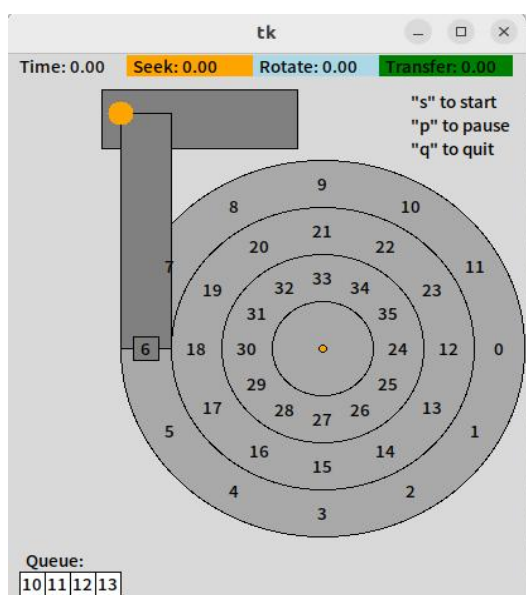 tk
Time: 0.00 Seek: 0.00 Rotate: 0.00 Transfer: 0.00
"s" to start
"p" to pause
"q" to quit
9
8 10
21
20 22
7 11
33
19 32 34 23
31 35
6 18 30 24 12 0
29 25
17 28 26 13
27
5 1
16 14
15
4 2
3
Queue:
10 11 12 13